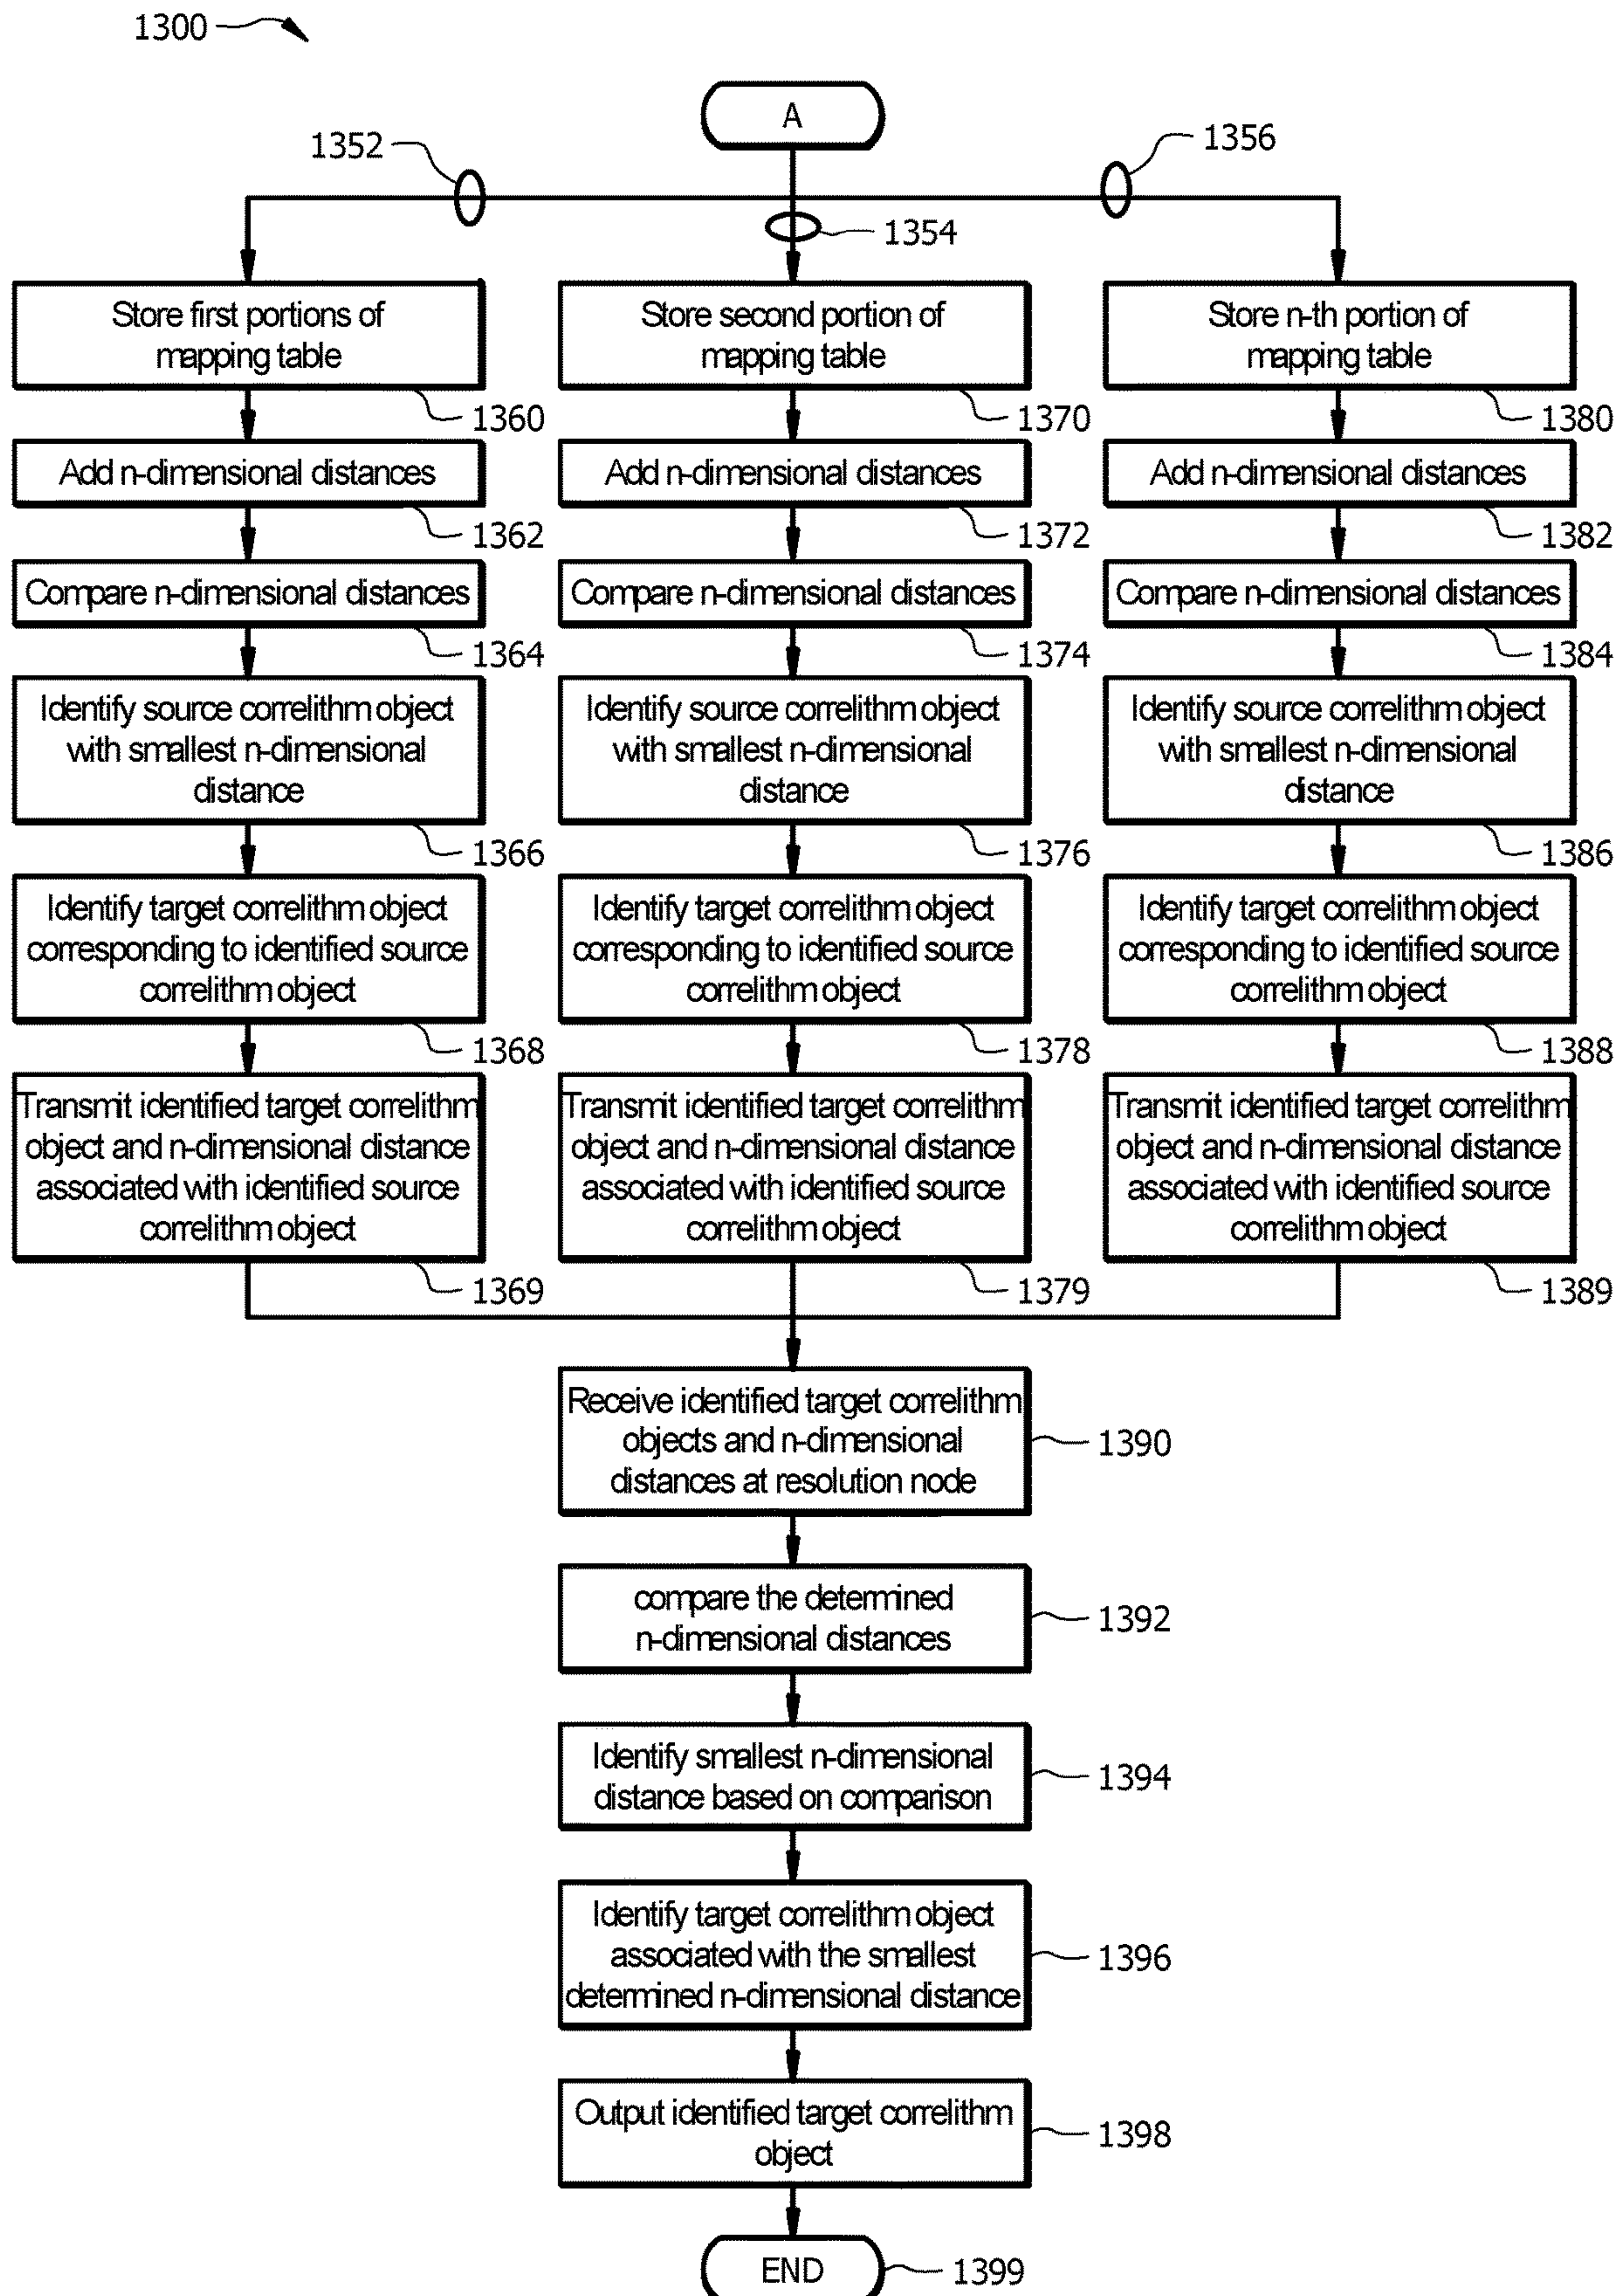 1300
A
1352
1356
1354
Store first portions of
mapping table
1360
Add n-dimensional distances
1362
Compare n-dimensional distances
1364
Identify source correlithm object
with smallest n-dimensional
distance
1366
Identify target correlithm object
corresponding to identified source
correlithm object
1368
Transmit identified target correlithm
object and n-dimensional distance
associated with identified source
correlithm object
1369
Store second portion of
mapping table
1370
Add n-dimensional distances
1372
Compare n-dimensional distances
1374
Identify source correlithm object
with smallest n-dimensional
distance
1376
Identify target correlithm object
corresponding to identified source
correlithm object
1378
Transmit identified target correlithm
object and n-dimensional distance
associated with identified source
correlithm object
1379
Store n-th portion of
mapping table
1380
Add n-dimensional distances
1382
Compare n-dimensional distances
1384
Identify source correlithm object
with smallest n-dimensional
distance
1386
Identify target correlithm object
corresponding to identified source
correlithm object
1388
Transmit identified target correlithm
object and n-dimensional distance
associated with identified source
correlithm object
1389
Receive identified target correlithm
objects and n-dimensional
distances at resolution node
1390
compare the determined
n-dimensional distances
1392
Identify smallest n-dimensional
distance based on comparison
1394
Identify target correlithm object
associated with the smallest
determined n-dimensional distance
1396
Output identified target correlithm
object
1398
END
1399